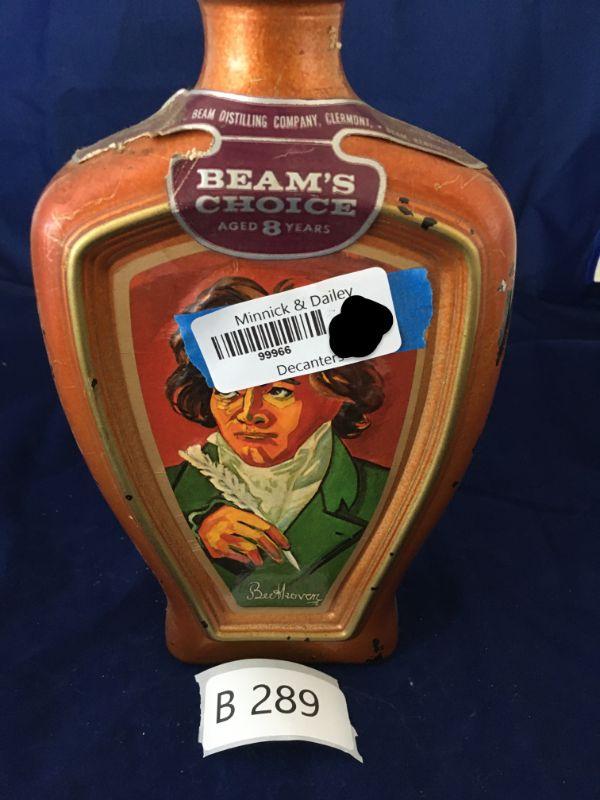 BEAM DISTILLING COMPANY, CLERMONT,
BEAM'S
CHOICE
AGED 8 YEARS
Minnick & Dailey
99966
Decanters
Beethoven
B 289